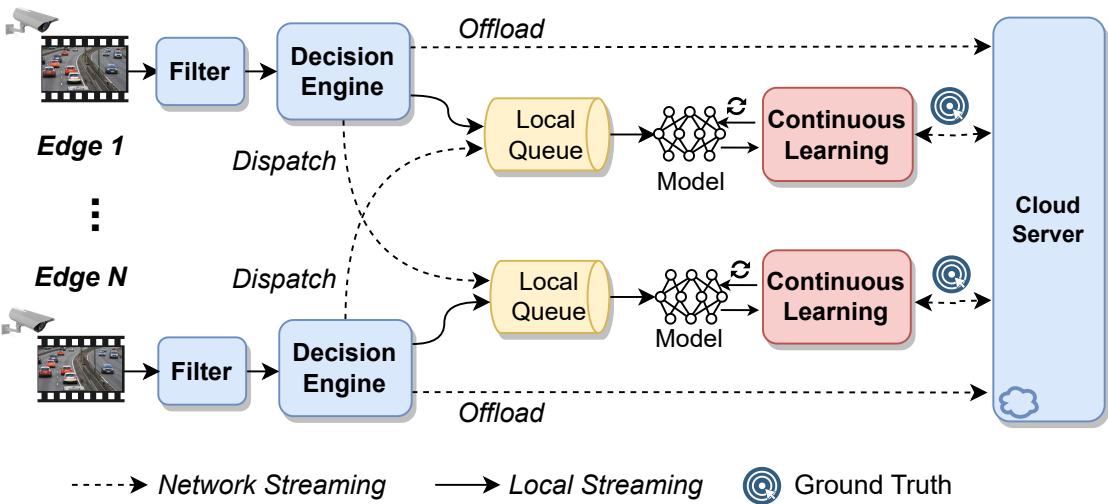 Offload
Filter
Decision
Engine
Local
Queue
Model
Continuous
Learning
Edge 1
Dispatch
Cloud
Server
Edge N
Dispatch
Local
Queue
Model
Continuous
Learning
Filter
Decision
Engine
Offload
Network Streaming
Local Streaming
Ground Truth